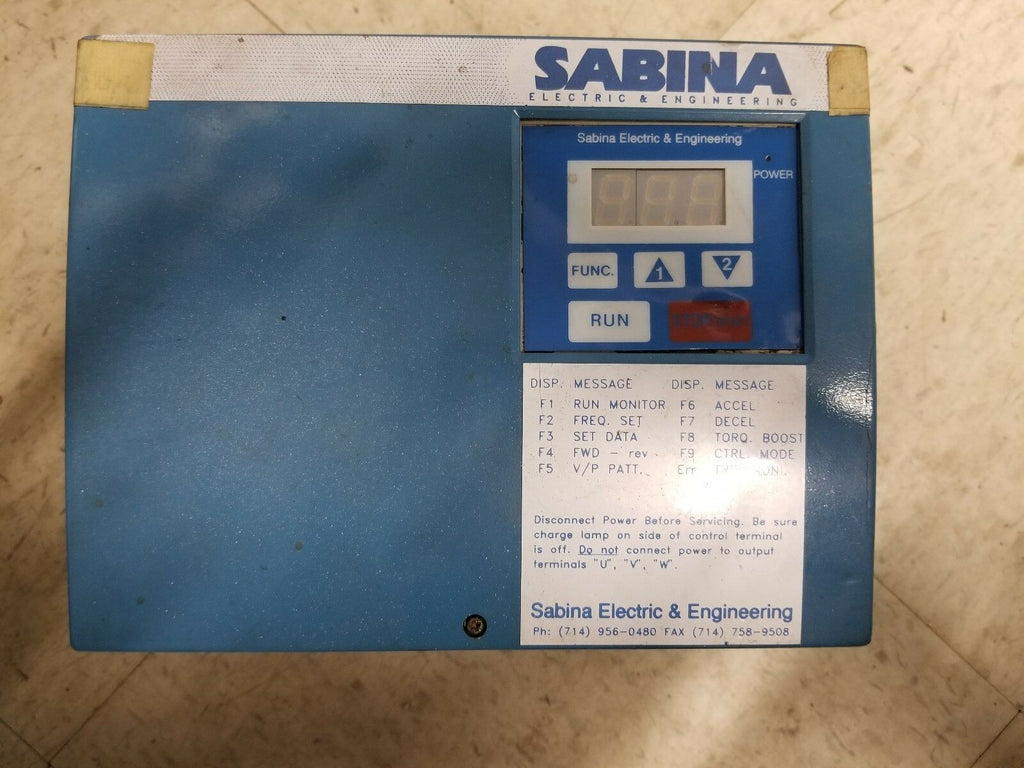 SABINA
ELECTRIC & ENGINEERING
Sabina Electric & Engineering
POWER
FUNC. 1 2
RUN
DISP. MESSAGE DISP. MESSAGE
F1 RUN MONITOR F6 ACCEL
F2 FREQ. SET F7 DECEL
F3 SET DATA F8 TORQ. BOOST
F4 FWD - rev F9 CTRL. MODE
F5 V/P PATT. Err
Disconnect Power Before Servicing. Be sure
charge lamp on side of control terminal
is off. Do not connect power to output
terminals "U", "V", "W".
Sabina Electric & Engineering
Ph: (714) 956-0480 FAX (714) 758-9508